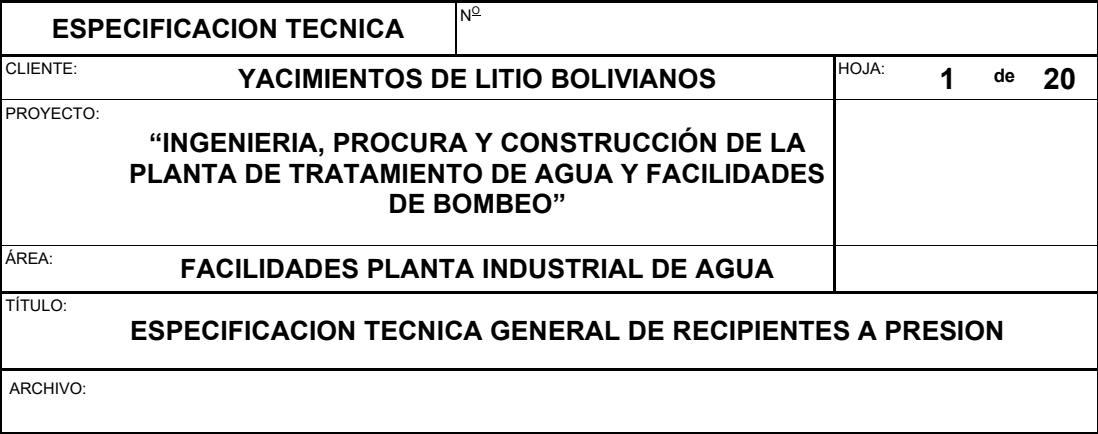 ESPECIFICACION TECNICA
Nº
CLIENTE:
YACIMIENTOS DE LITIO BOLIVIANOS
HOJA:
1 de 20
PROYECTO:
“INGENIERIA, PROCURA Y CONSTRUCCIÓN DE LA
PLANTA DE TRATAMIENTO DE AGUA Y FACILIDADES
DE BOMBEO”
ÁREA:
FACILIDADES PLANTA INDUSTRIAL DE AGUA
TÍTULO:
ESPECIFICACION TECNICA GENERAL DE RECIPIENTES A PRESION
ARCHIVO: